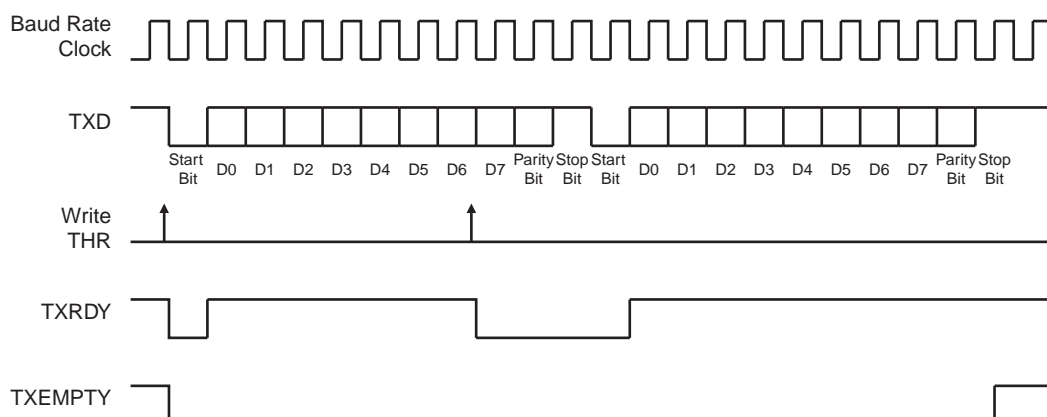 Baud Rate
Clock
TXD
Start
Bit
D0 D1 D2 D3 D4 D5 D6 D7
Parity
Bit
Stop
Bit
Start
Bit
D0 D1 D2 D3 D4 D5 D6 D7
Parity
Bit
Stop
Bit
Write
THR
TXRDY
TXEMPTY